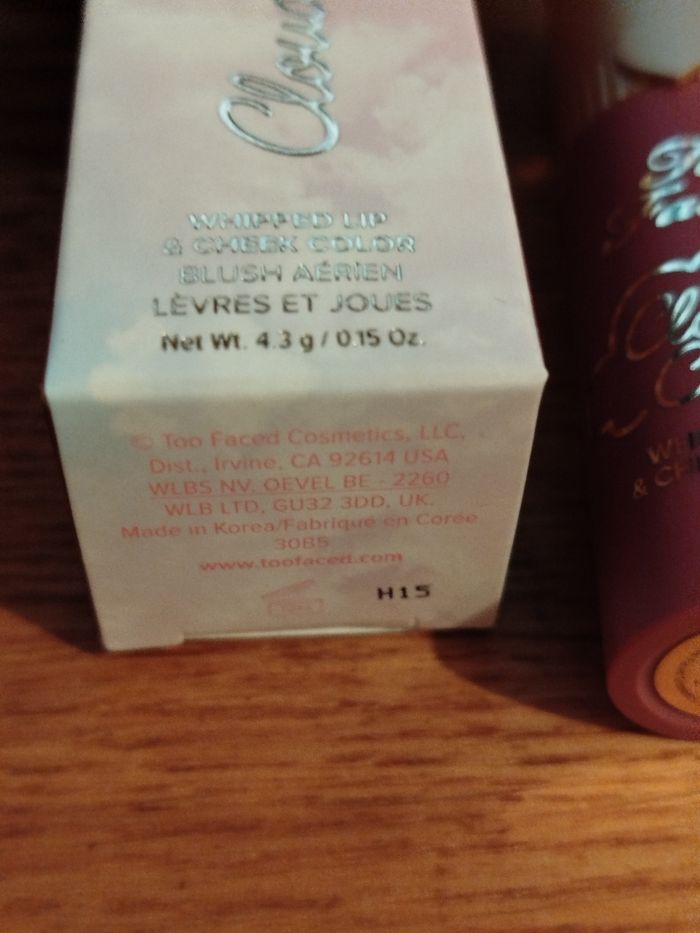 WHIPPED LIP
& CHEEK COLOR
BLUSH AÉRIEN
LÈVRES ET JOUES
Net Wt. 4.3 g / 0.15 Oz.
© Too Faced Cosmetics, LLC,
Dist., Irvine, CA 92614 USA
WLBS NV. OEVEL BE - 2260
WLB LTD, GU32 3DD, UK.
Made in Korea/Fabriqué en Corée
30B5
www.toofaced.com
H15